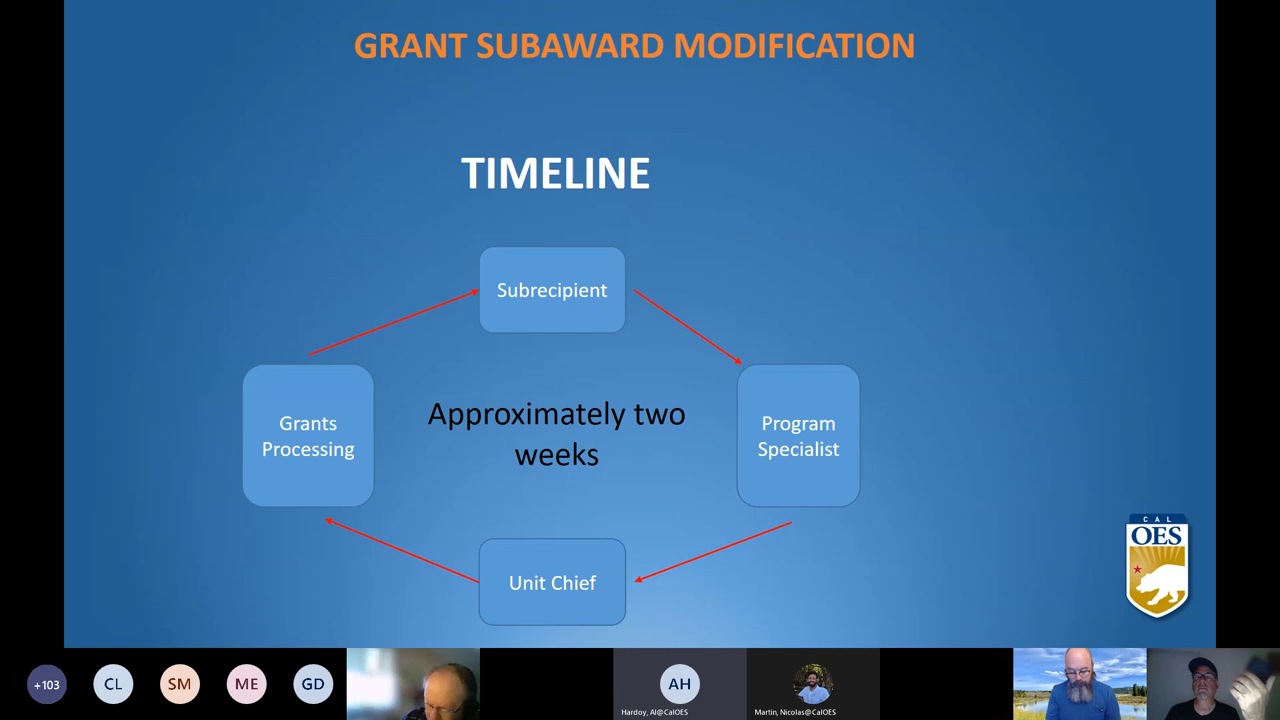 GRANT SUBAWARD MODIFICATION
TIMELINE
Subrecipient
Grants
Processing
Approximately two
weeks
Program
Specialist
Unit Chief
CAL
OES
+103
CL
SM
ME
GD
AH
Hardoy, Al@CalOES
Martin, Nicolas@CalOES